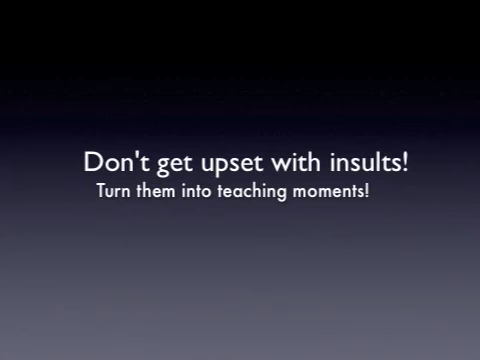 Don't get upset with insults!
Turn them into teaching moments!